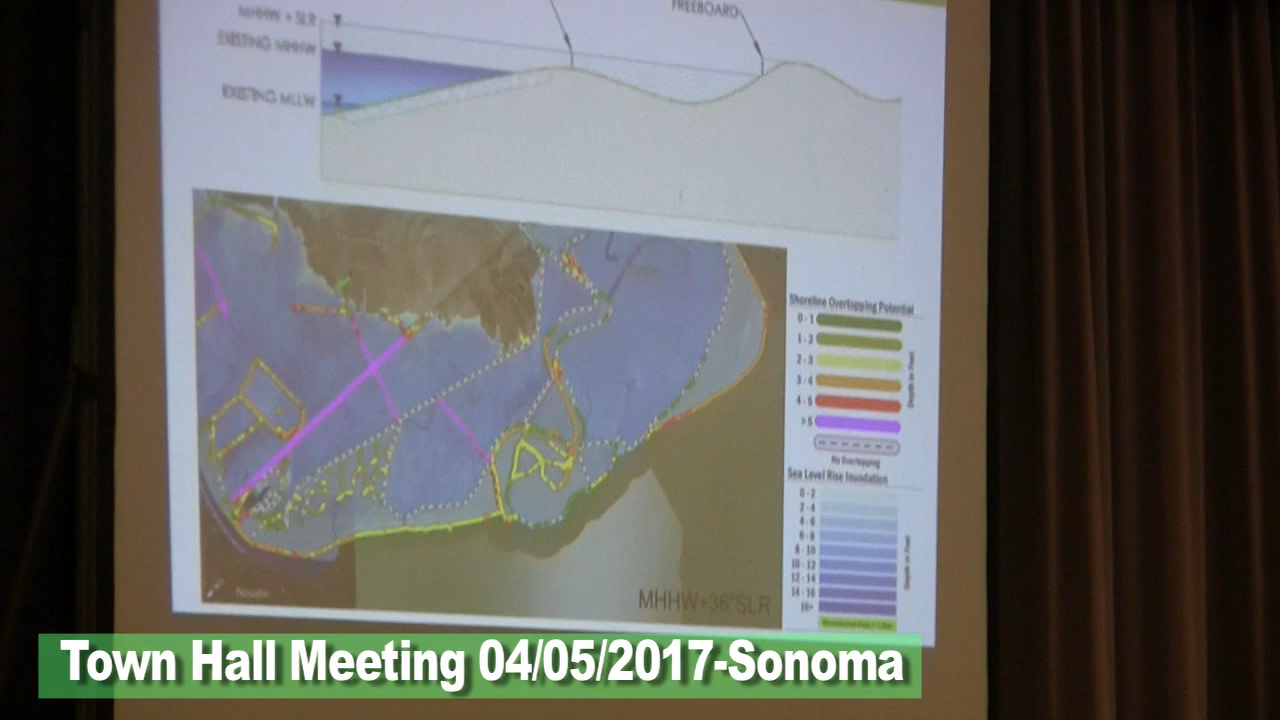 MHHW + SLR
FREEBOARD
EXISTING MHHW
EXISTING MLLW
Shoreline Overtopping Potential
0 - 1
1 - 2
2 - 3
3 - 4
4 - 5
> 5
Depth in Feet
No Overtopping
Sea Level Rise Inundation
0 - 2
2 - 4
4 - 6
6 - 8
8 - 10
10 - 12
12 - 14
14 - 16
16+
Depth in Feet
Novato
MHHW+36"SLR
Town Hall Meeting 04/05/2017-Sonoma